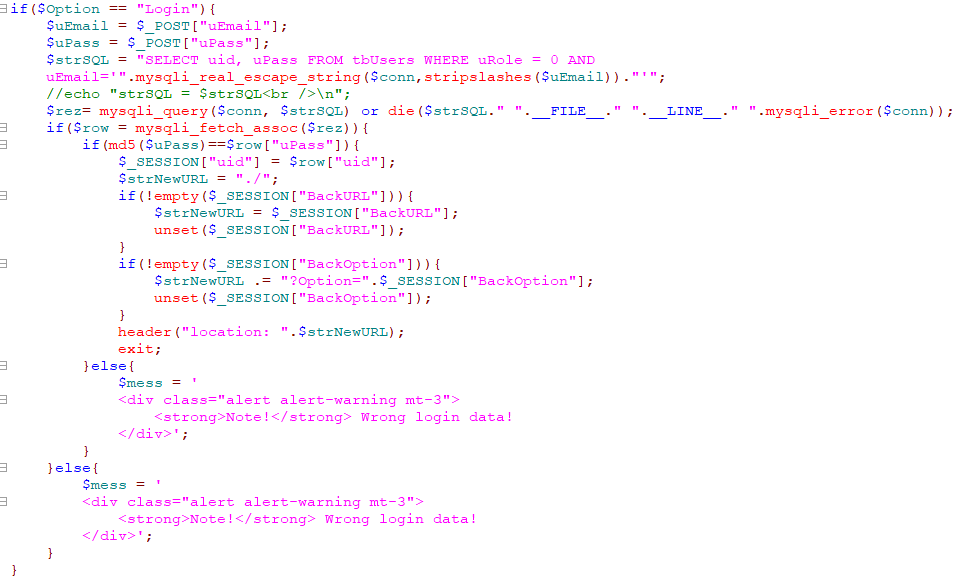 if($Option == "Login"){
    $uEmail = $_POST["uEmail"];
    $uPass = $_POST["uPass"];
    $strSQL = "SELECT uid, uPass FROM tbUsers WHERE uRole = 0 AND
    uEmail='".mysqli_real_escape_string($conn,stripslashes($uEmail))."'";
    //echo "strSQL = $strSQL<br />\n";
    $rez= mysqli_query($conn, $strSQL) or die($strSQL." ".__FILE__." ".__LINE__." ".mysqli_error($conn));
    if($row = mysqli_fetch_assoc($rez)){
        if(md5($uPass)==$row["uPass"]){
            $_SESSION["uid"] = $row["uid"];
            $strNewURL = "./";
            if(!empty($_SESSION["BackURL"])){
                $strNewURL = $_SESSION["BackURL"];
                unset($_SESSION["BackURL"]);
            }
            if(!empty($_SESSION["BackOption"])){
                $strNewURL .= "?Option=".$_SESSION["BackOption"];
                unset($_SESSION["BackOption"]);
            }
            header("location: ".$strNewURL);
            exit;
        }else{
            $mess = '
            <div class="alert alert-warning mt-3">
                <strong>Note!</strong> Wrong login data!
            </div>';
        }
    }else{
        $mess = '
        <div class="alert alert-warning mt-3">
            <strong>Note!</strong> Wrong login data!
        </div>';
    }
}